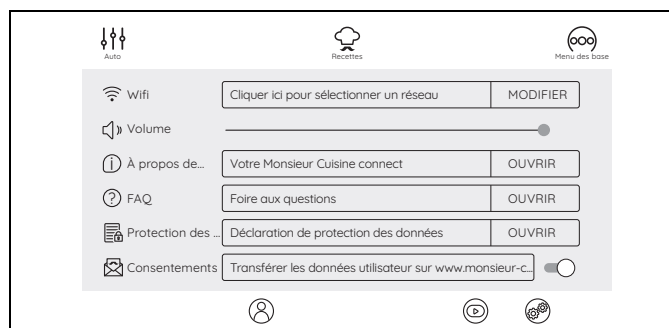 Auto Recettes Menu des base
Wifi Cliquer ici pour sélectionner un réseau MODIFIER
Volume
À propos de... Votre Monsieur Cuisine connect OUVRIR
FAQ Foire aux questions OUVRIR
Protection des ... Déclaration de protection des données OUVRIR
Consentements Transférer les données utilisateur sur www.monsieur-c...